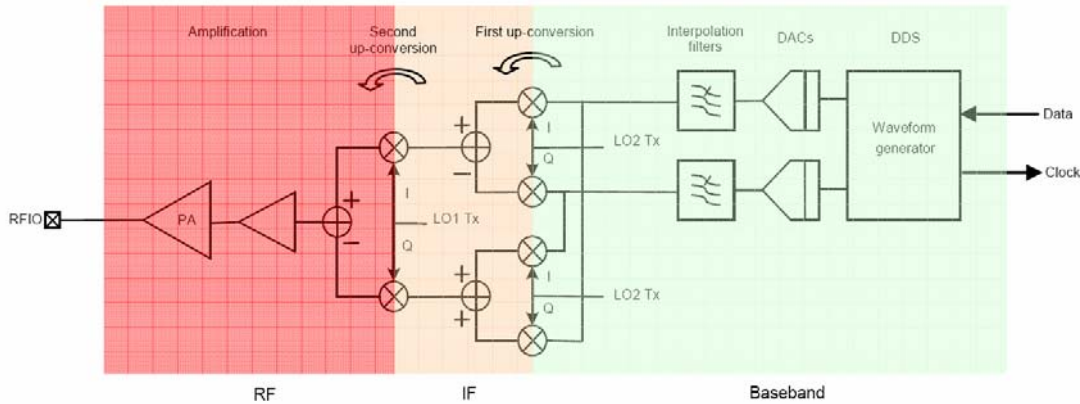 Amplification
Second
up-conversion
First up-conversion
Interpolation
filters
DACs
DDS
I
Q
LO2 Tx
Waveform
generator
Data
Clock
RFIO
PA
+
−
+
−
I
Q
LO1 Tx
+
+
I
Q
LO2 Tx
RF
IF
Baseband